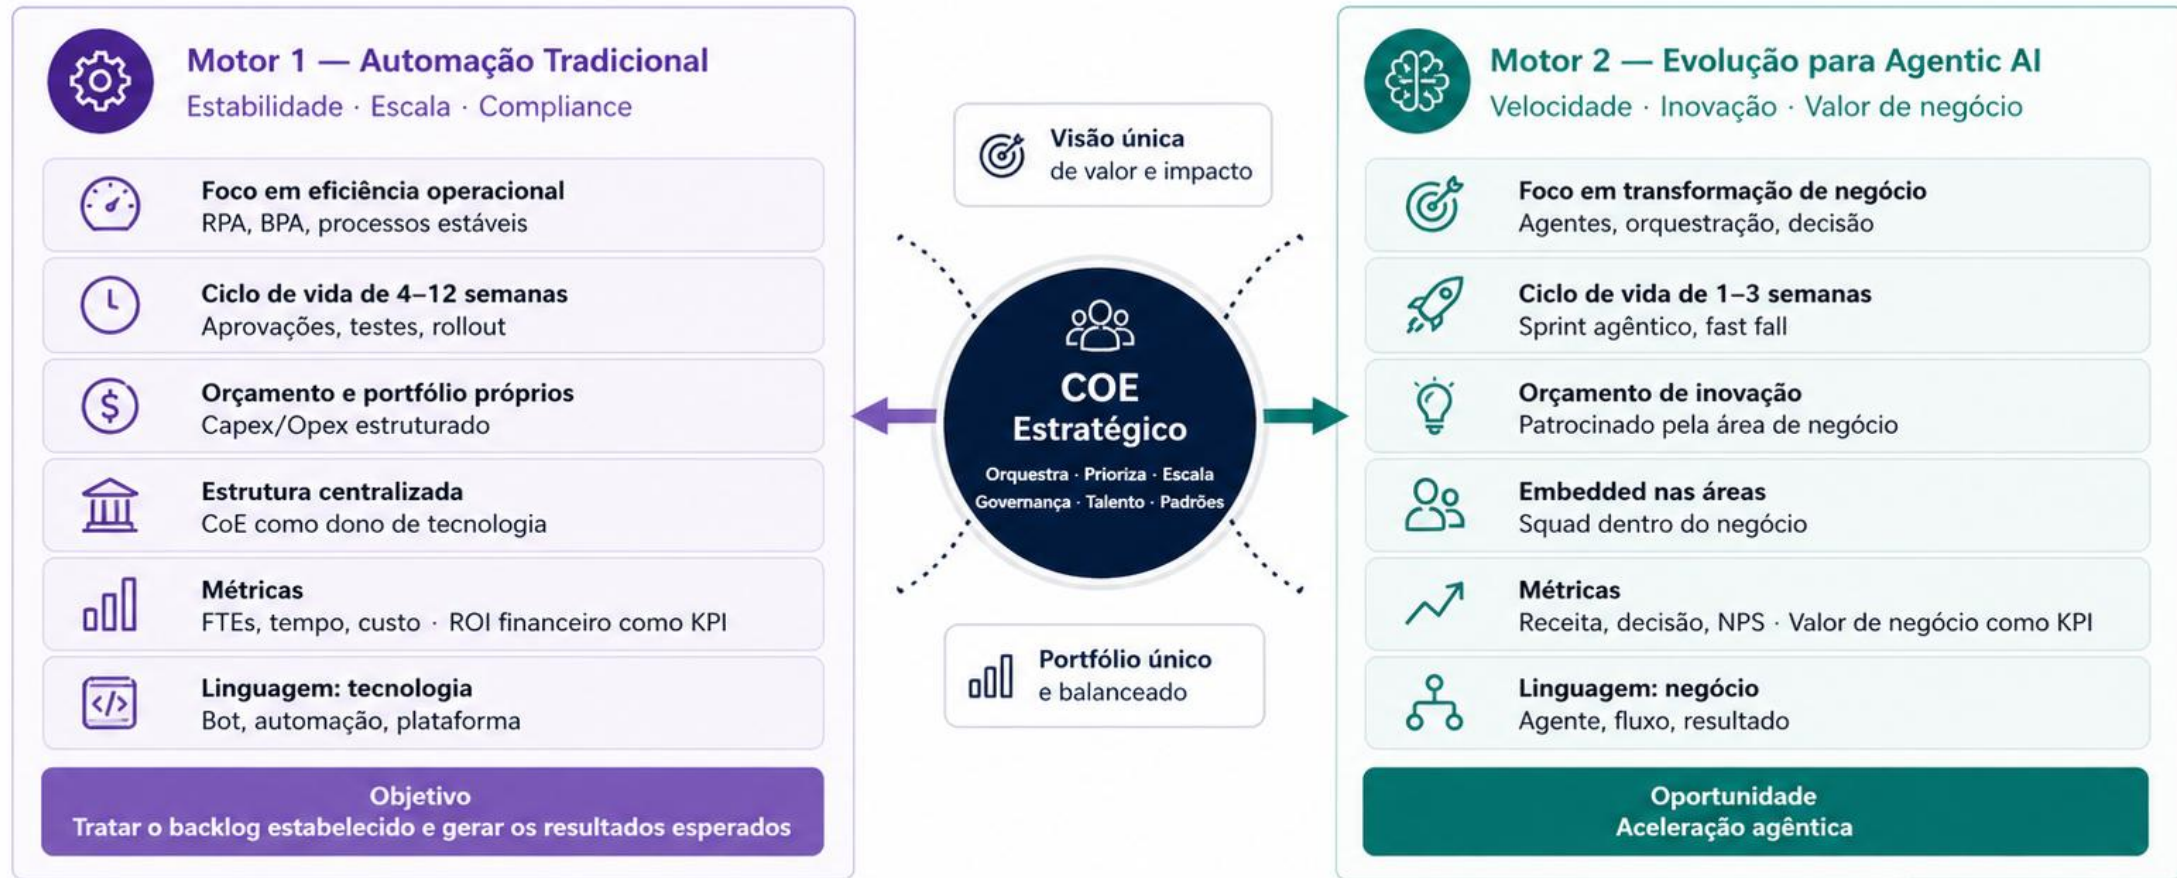 Motor 1 — Automação Tradicional
Estabilidade · Escala · Compliance
Foco em eficiência operacional
RPA, BPA, processos estáveis
Ciclo de vida de 4–12 semanas
Aprovações, testes, rollout
Orçamento e portfólio próprios
Capex/Opex estruturado
Estrutura centralizada
CoE como dono de tecnologia
Métricas
FTEs, tempo, custo · ROI financeiro como KPI
Linguagem: tecnologia
Bot, automação, plataforma
Objetivo
Tratar o backlog estabelecido e gerar os resultados esperados
Visão única
de valor e impacto
COE
Estratégico
Orquestra · Prioriza · Escala
Governança · Talento · Padrões
Portfólio único
e balanceado
Motor 2 — Evolução para Agentic AI
Velocidade · Inovação · Valor de negócio
Foco em transformação de negócio
Agentes, orquestração, decisão
Ciclo de vida de 1–3 semanas
Sprint agêntico, fast fall
Orçamento de inovação
Patrocinado pela área de negócio
Embedded nas áreas
Squad dentro do negócio
Métricas
Receita, decisão, NPS · Valor de negócio como KPI
Linguagem: negócio
Agente, fluxo, resultado
Oportunidade
Aceleração agêntica